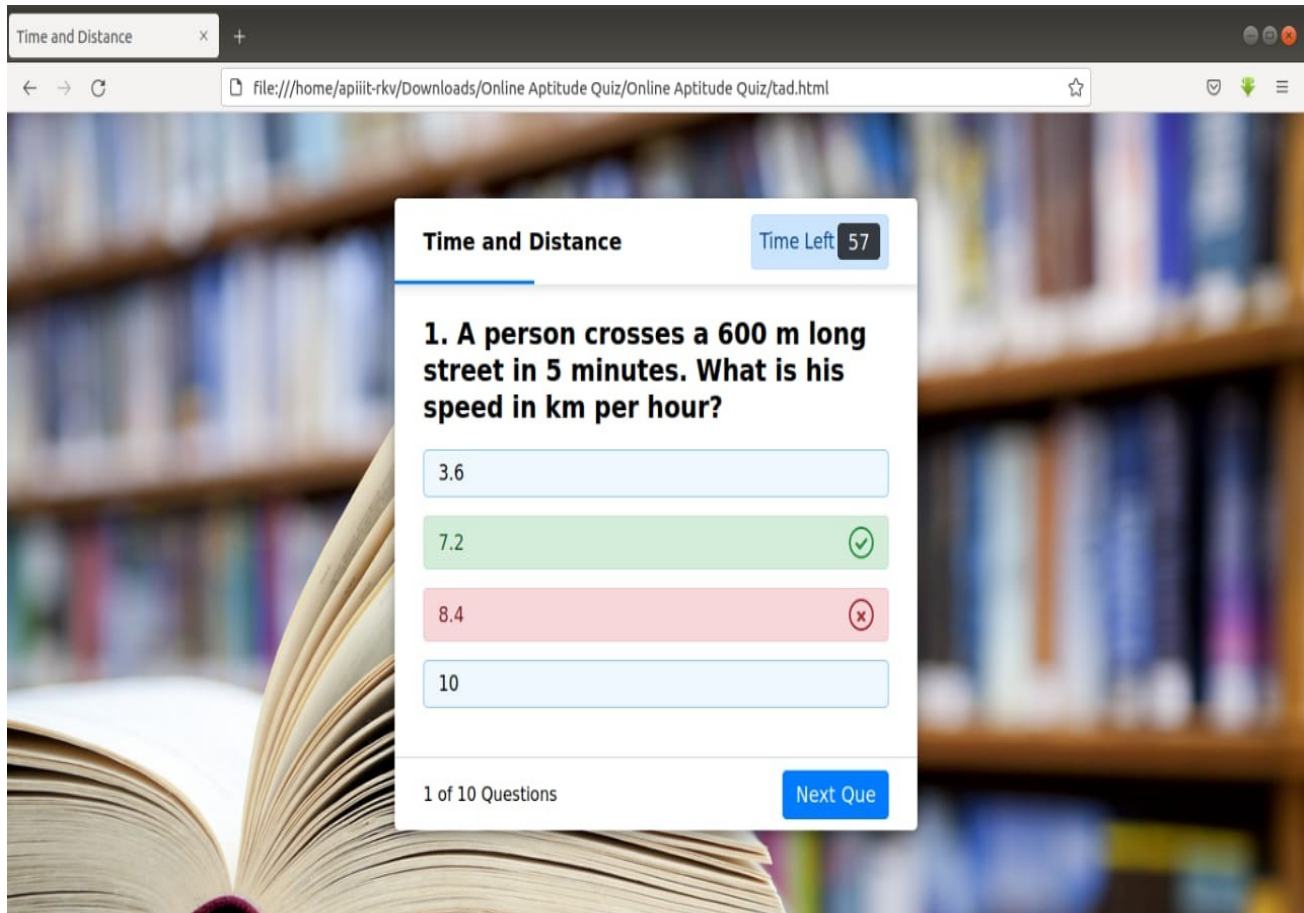 Time and Distance
file:///home/apiiit-rkv/Downloads/Online Aptitude Quiz/Online Aptitude Quiz/tad.html
Time and Distance
Time Left 57
1. A person crosses a 600 m long
street in 5 minutes. What is his
speed in km per hour?
3.6
7.2
8.4
10
1 of 10 Questions
Next Que